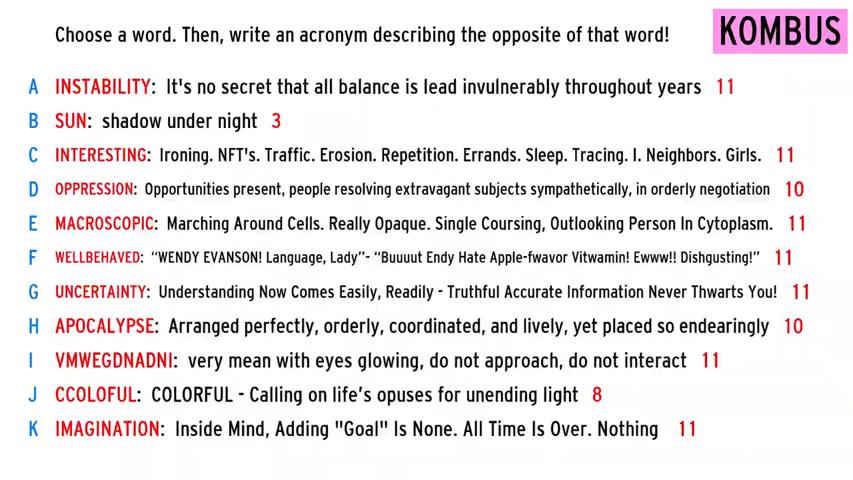 Choose a word. Then, write an acronym describing the opposite of that word! KOMBUS
A INSTABILITY: It's no secret that all balance is lead invulnerably throughout years 11
B SUN: shadow under night 3
C INTERESTING: Ironing. NFT's. Traffic. Erosion. Repetition. Errands. Sleep. Tracing. I. Neighbors. Girls. 11
D OPPRESSION: Opportunities present, people resolving extravagant subjects sympathetically, in orderly negotiation 10
E MACROSCOPIC: Marching Around Cells. Really Opaque. Single Coursing, Outlooking Person In Cytoplasm. 11
F WELLBEHAVED: “WENDY EVANSON! Language, Lady”- “Buuuut Endy Hate Apple-fwavor Vitwamin! Ewww!! Dishgusting!” 11
G UNCERTAINTY: Understanding Now Comes Easily, Readily - Truthful Accurate Information Never Thwarts You! 11
H APOCALYPSE: Arranged perfectly, orderly, coordinated, and lively, yet placed so endearingly 10
I VMWEGDNADNI: very mean with eyes glowing, do not approach, do not interact 11
J CCOLOFUL: COLORFUL - Calling on life’s opuses for unending light 8
K IMAGINATION: Inside Mind, Adding "Goal" Is None. All Time Is Over. Nothing 11